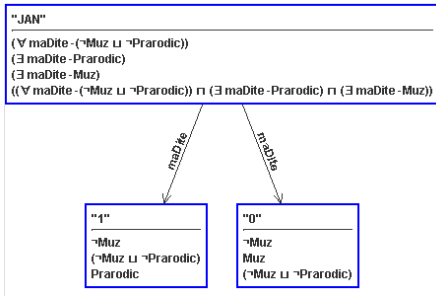 "JAN"
(∀ maDite-(¬Muz ⊔ ¬Prarodic))
(∃ maDite-Prarodic)
(∃ maDite-Muz)
((∀ maDite-(¬Muz ⊔ ¬Prarodic)) ⊓ (∃ maDite-Prarodic) ⊓ (∃ maDite-Muz))
maDite
maDite
"1"
¬Muz
(¬Muz ⊔ ¬Prarodic)
Prarodic
"0"
¬Muz
Muz
(¬Muz ⊔ ¬Prarodic)